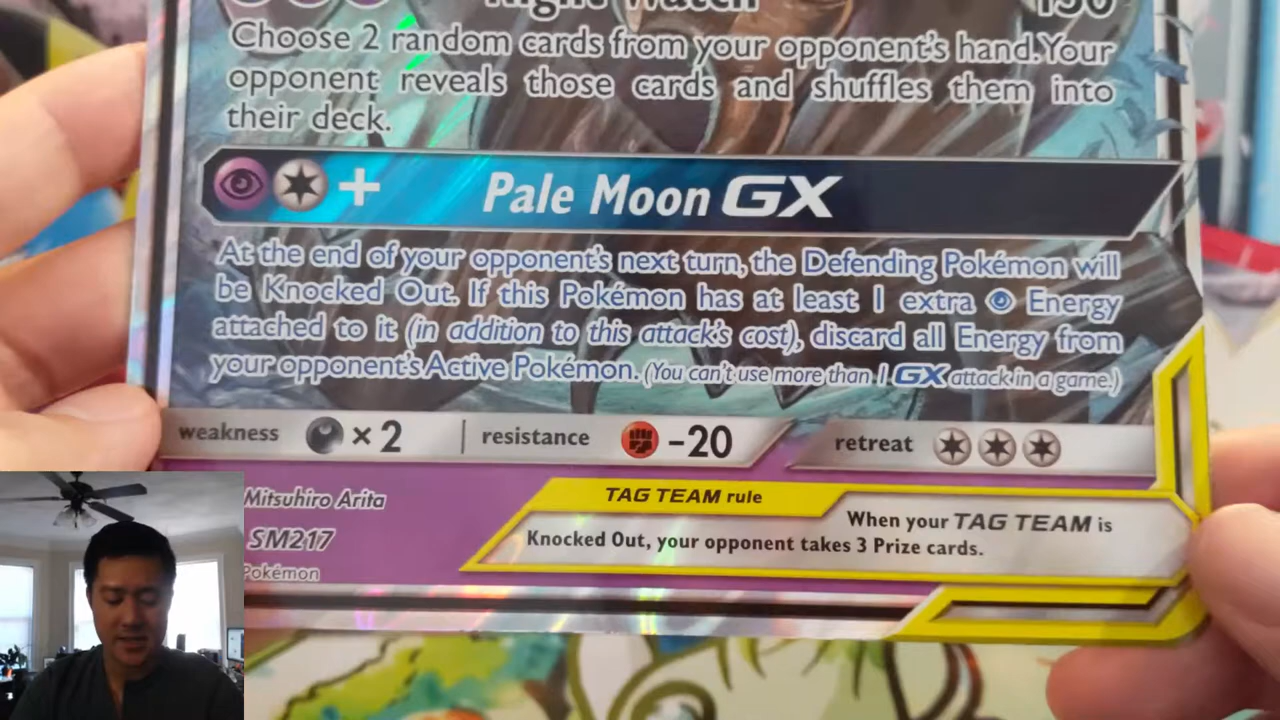 Night Watch 150
Choose 2 random cards from your opponent's hand. Your
opponent reveals those cards and shuffles them into
their deck.
+ Pale Moon GX
At the end of your opponent's next turn, the Defending Pokémon will
be Knocked Out. If this Pokémon has at least 1 extra Energy
attached to it (in addition to this attack's cost), discard all Energy from
your opponent's Active Pokémon. (You can't use more than 1 GX attack in a game.)
weakness ×2 resistance -20 retreat
Mitsuhiro Arita
SM217
Pokémon
TAG TEAM rule
When your TAG TEAM is
Knocked Out, your opponent takes 3 Prize cards.